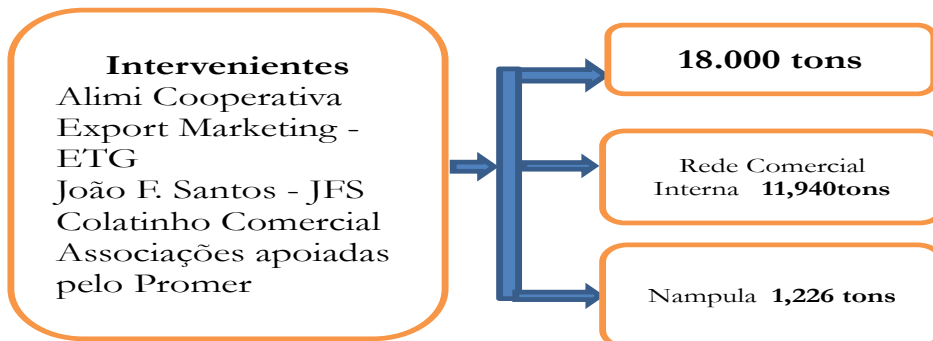 Intervenientes
Alimi Cooperativa
Export Marketing -
ETG
João F. Santos - JFS
Colatinho Comercial
Associações apoiadas
pelo Promer
18.000 tons
Rede Comercial
Interna 11,940tons
Nampula 1,226 tons